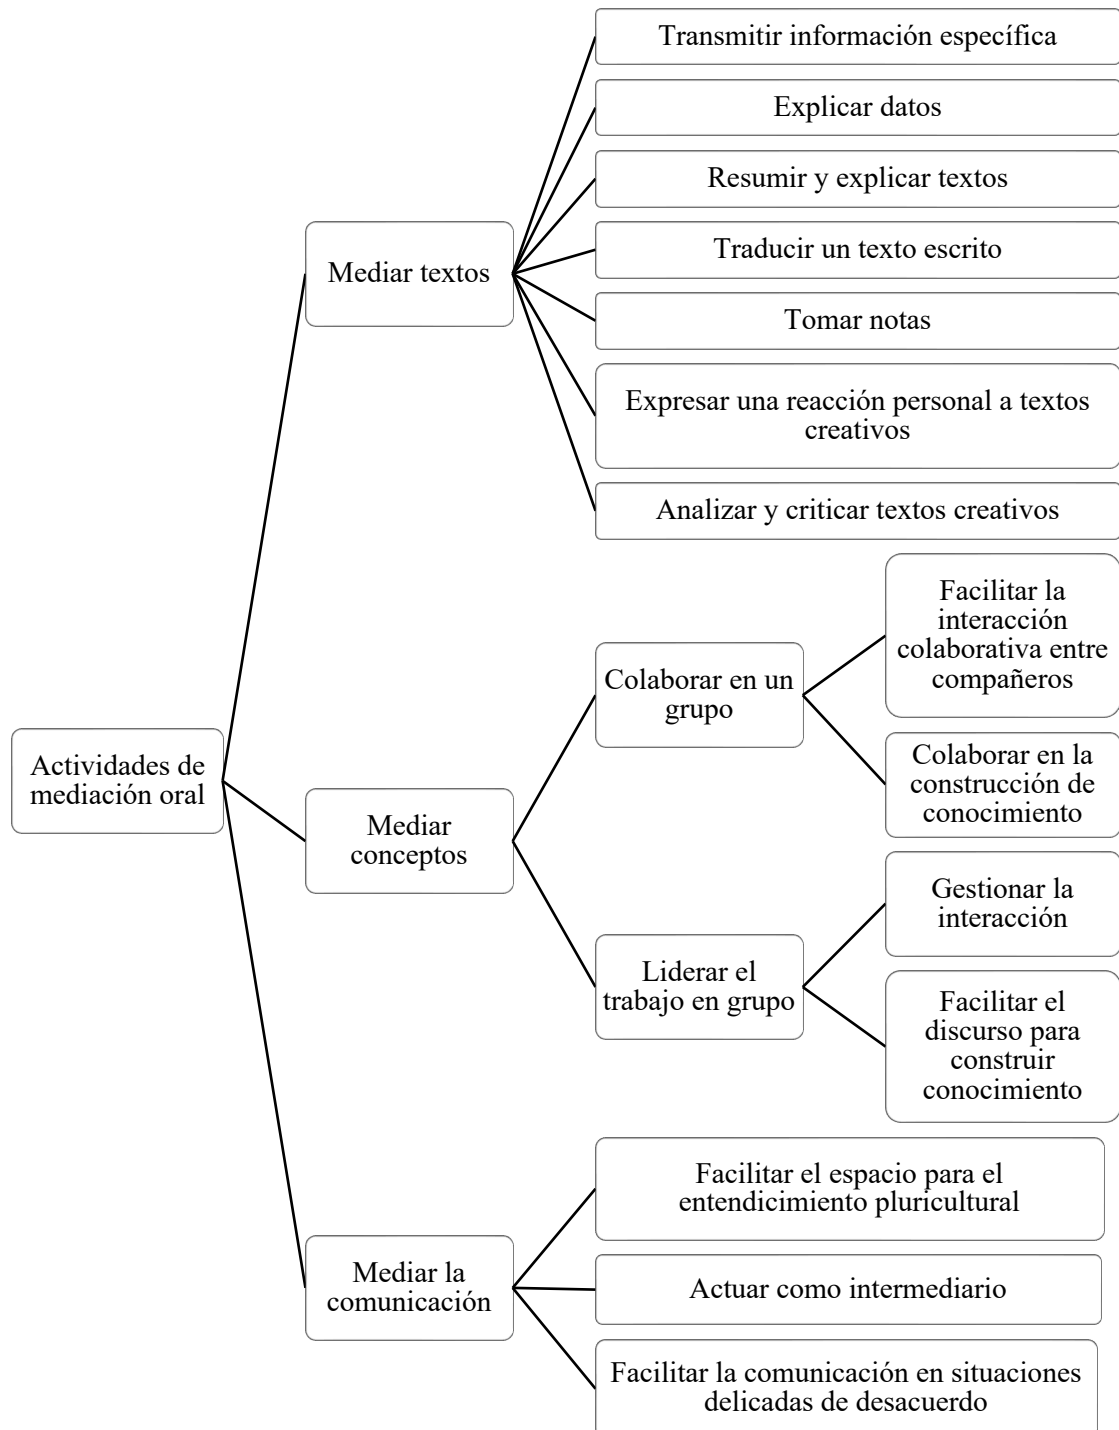 Transmitir información específica
Explicar datos
Resumir y explicar textos
Mediar textos
Traducir un texto escrito
Tomar notas
Expresar una reacción personal a textos
creativos
Analizar y criticar textos creativos
Actividades de
mediación oral
Mediar
conceptos
Colaborar en un
grupo
Facilitar la
interacción
colaborativa entre
compañeros
Colaborar en la
construcción de
conocimiento
Liderar el
trabajo en grupo
Gestionar la
interacción
Facilitar el
discurso para
construir
conocimiento
Mediar la
comunicación
Facilitar el espacio para el
entendicimiento pluricultural
Actuar como intermediario
Facilitar la comunicación en situaciones
delicadas de desacuerdo